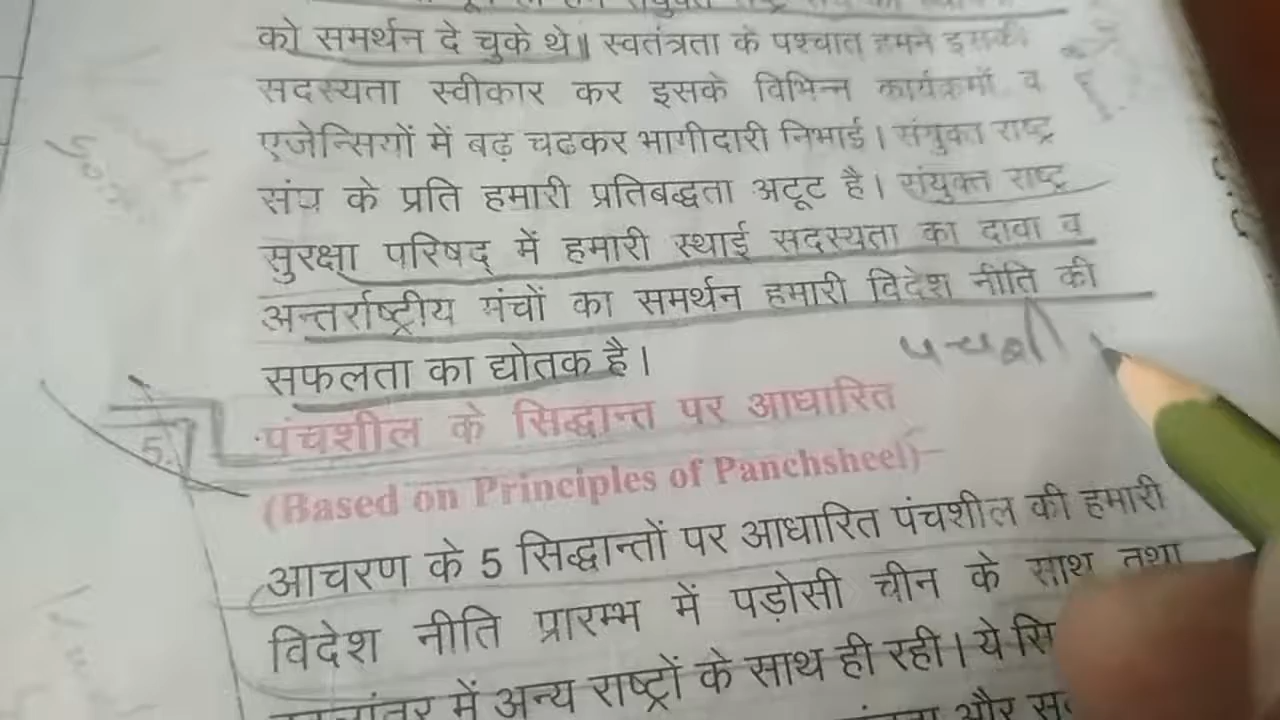 को समर्थन दे चुके थे। स्वतंत्रता के पश्चात हमने इसकी
सदस्यता स्वीकार कर इसके विभिन्न कार्यक्रमों व
एजेन्सियों में बढ़ चढकर भागीदारी निभाई। संयुक्त राष्ट्र
संघ के प्रति हमारी प्रतिबद्धता अटूट है। संयुक्त राष्ट्र
सुरक्षा परिषद् में हमारी स्थाई सदस्यता का दावा व
अन्तर्राष्ट्रीय मंचों का समर्थन हमारी विदेश नीति की
सफलता का द्योतक है।
5. पंचशील के सिद्धान्त पर आधारित
(Based on Principles of Panchsheel)–
आचरण के 5 सिद्धान्तों पर आधारित पंचशील की हमारी
विदेश नीति प्रारम्भ में पड़ोसी चीन के साथ तथा
में अन्य राष्ट्रों के साथ ही रही। ये
और